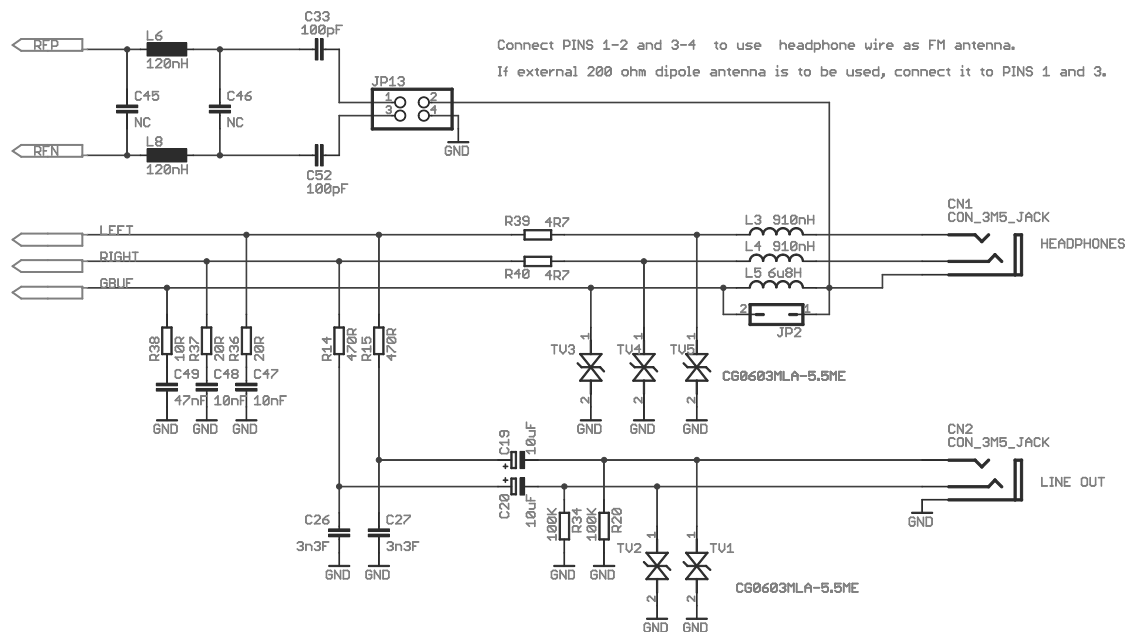 C33
100pF
RFP
L6
120nH
Connect PINS 1-2 and 3-4 to use headphone wire as FM antenna.
If external 200 ohm dipole antenna is to be used, connect it to PINS 1 and 3.
JP13
C45
NC
C46
NC
1 2
3 4
GND
RFN
L8
120nH
C52
100pF
CN1
CON_3M5_JACK
LEFT
R39 4R7
L3 910nH
HEADPHONES
RIGHT
R40 4R7
L4 910nH
GBUF
L5 6u8H
2 1
JP2
R38 10R
R37 20R
R36 20R
R14 470R
R15 470R
TV3 1 2
TV4 1 2
TV5 1 2
CG0603MLA-5.5ME
C49
47nF
C48
10nF
C47
10nF
GND
GND
GND
GND
GND
GND
CN2
CON_3M5_JACK
C19 10uF
+
+
C20 10uF
LINE OUT
GND
C26
3n3F
C27
3n3F
100K R34
100K R20
GND
GND
GND
GND
TV2 1 2
TV1 1 2
CG0603MLA-5.5ME
GND
GND